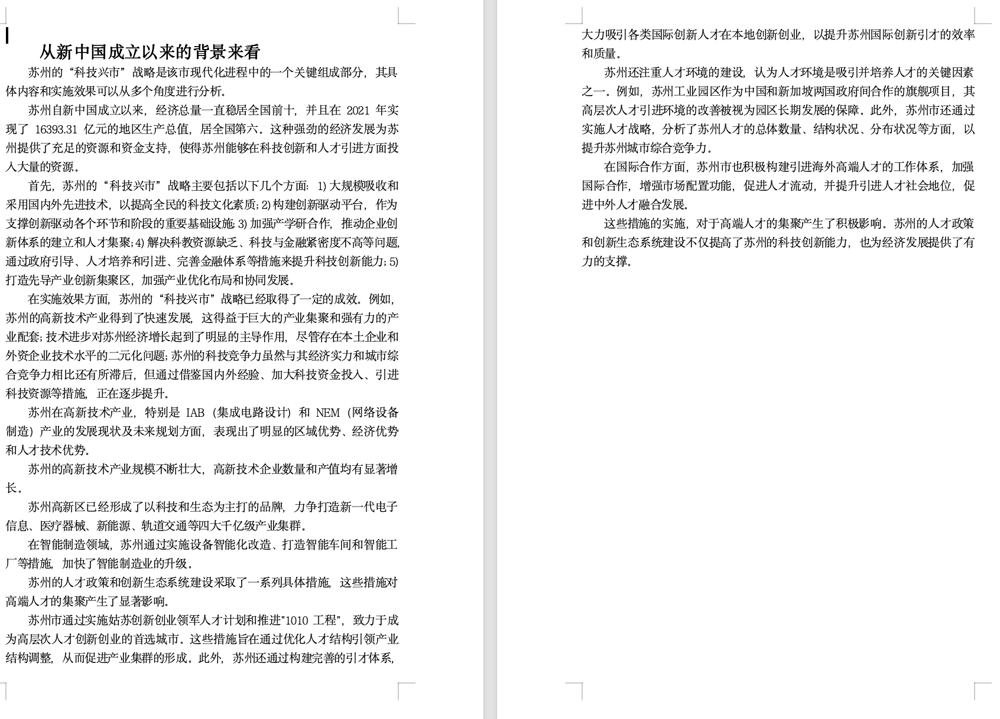 从新中国成立以来的背景来看
苏州的“科技兴市”战略是该市现代化进程中的一个关键组成部分，其具
体内容和实施效果可以从多个角度进行分析。
苏州自新中国成立以来，经济总量一直稳居全国前十，并且在 2021 年实
现了 16393.31 亿元的地区生产总值，居全国第六。这种强劲的经济发展为苏
州提供了充足的资源和资金支持，使得苏州能够在科技创新和人才引进方面投
入大量的资源。
首先，苏州的“科技兴市”战略主要包括以下几个方面：1）大规模吸收和
采用国内外先进技术，以提高全民的科技文化素质；2）构建创新驱动平台，作为
支撑创新驱动各个环节和阶段的重要基础设施；3）加强产学研合作，推动企业创
新体系的建立和人才集聚；4）解决科教资源缺乏、科技与金融紧密度不高等问题，
通过政府引导、人才培养和引进、完善金融体系等措施来提升科技创新能力；5）
打造先导产业创新集聚区，加强产业优化布局和协同发展。
在实施效果方面，苏州的“科技兴市”战略已经取得了一定的成效。例如，
苏州的高新技术产业得到了快速发展，这得益于巨大的产业集聚和强有力的产
业配套；技术进步对苏州经济增长起到了明显的主导作用，尽管存在本土企业和
外资企业技术水平的二元化问题；苏州的科技竞争力虽然与其经济实力和城市综
合竞争力相比还有所滞后，但通过借鉴国内外经验、加大科技资金投入、引进
科技资源等措施，正在逐步提升。
苏州在高新技术产业，特别是 IAB（集成电路设计）和 NEM（网络设备
制造）产业的发展现状及未来规划方面，表现出了明显的区域优势、经济优势
和人才技术优势。
苏州的高新技术产业规模不断壮大，高新技术企业数量和产值均有显著增
长。
苏州高新区已经形成了以科技和生态为主打的品牌，力争打造新一代电子
信息、医疗器械、新能源、轨道交通等四大千亿级产业集群。
在智能制造领域，苏州通过实施设备智能化改造、打造智能车间和智能工
厂等措施，加快了智能制造业的升级。
苏州的人才政策和创新生态系统建设采取了一系列具体措施，这些措施对
高端人才的集聚产生了显著影响。
苏州市通过实施姑苏创新创业领军人才计划和推进"1010 工程"，致力于成
为高层次人才创新创业的首选城市。这些措施旨在通过优化人才结构引领产业
结构调整，从而促进产业集群的形成。此外，苏州还通过构建完善的引才体系，
大力吸引各类国际创新人才在本地创新创业，以提升苏州国际创新引才的效率
和质量。
苏州还注重人才环境的建设，认为人才环境是吸引并培养人才的关键因素
之一。例如，苏州工业园区作为中国和新加坡两国政府间合作的旗舰项目，其
高层次人才引进环境的改善被视为园区长期发展的保障。此外，苏州市还通过
实施人才战略，分析了苏州人才的总体数量、结构状况、分布状况等方面，以
提升苏州城市综合竞争力。
在国际合作方面，苏州市也积极构建引进海外高端人才的工作体系，加强
国际合作，增强市场配置功能，促进人才流动，并提升引进人才社会地位，促
进中外人才融合发展。
这些措施的实施，对于高端人才的集聚产生了积极影响。苏州的人才政策
和创新生态系统建设不仅提高了苏州的科技创新能力，也为经济发展提供了有
力的支撑。